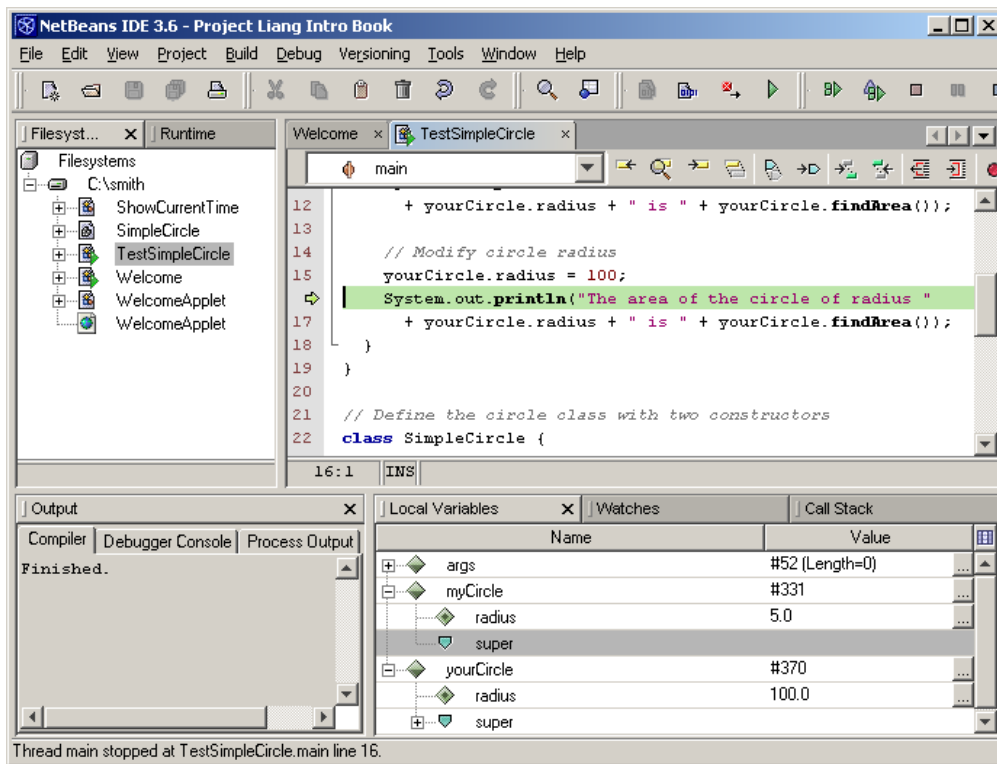 NetBeans IDE 3.6 - Project Liang Intro Book
File Edit View Project Build Debug Versioning Tools Window Help
Filesyst... Runtime
Filesystems
C:\smith
ShowCurrentTime
SimpleCircle
TestSimpleCircle
Welcome
WelcomeApplet
WelcomeApplet
Welcome TestSimpleCircle
main
12 + yourCircle.radius + " is " + yourCircle.findArea());
13
14 // Modify circle radius
15 yourCircle.radius = 100;
System.out.println("The area of the circle of radius "
17 + yourCircle.radius + " is " + yourCircle.findArea());
18 }
19 }
20
21 // Define the circle class with two constructors
22 class SimpleCircle {
16:1 INS
Output
Compiler Debugger Console Process Output
Finished.
Local Variables Watches Call Stack
Name Value
args #52 (Length=0) ...
myCircle #331 ...
radius 5.0 ...
super
yourCircle #370 ...
radius 100.0 ...
super
Thread main stopped at TestSimpleCircle.main line 16.